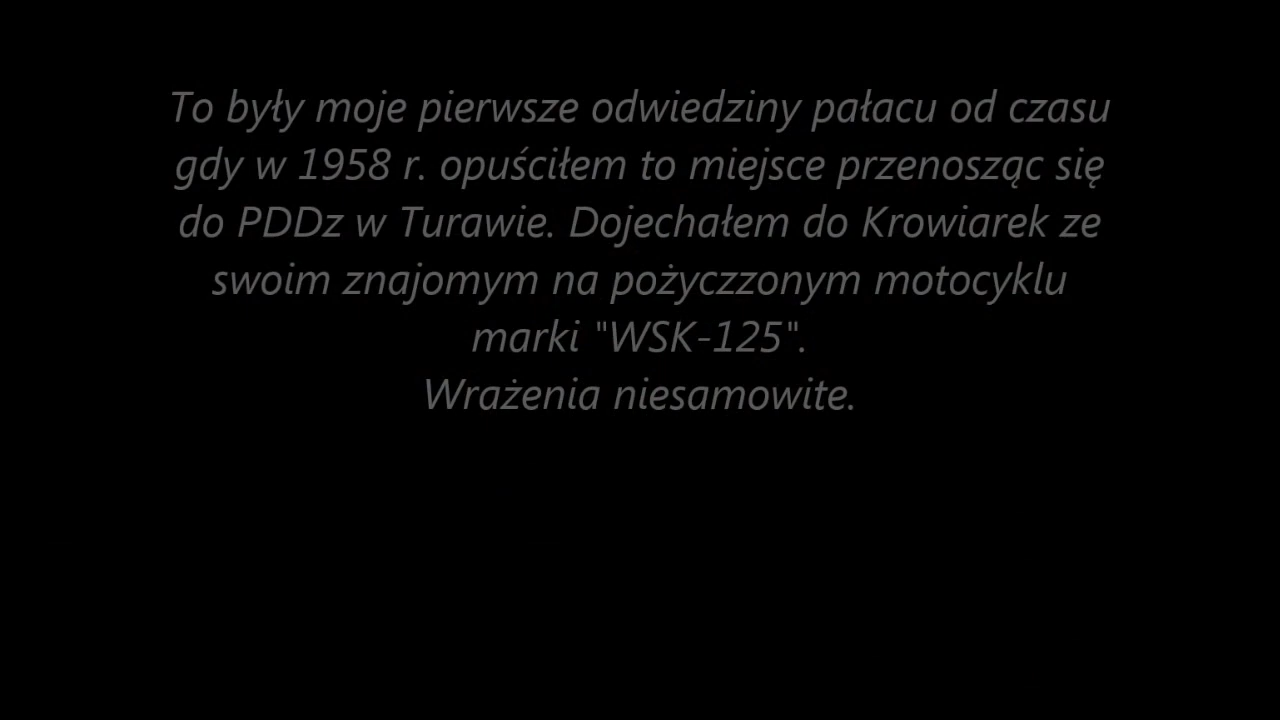 To były moje pierwsze odwiedziny pałacu od czasu
gdy w 1958 r. opuściłem to miejsce przenosząc się
do PDDz w Turawie. Dojechałem do Krowiarek ze
swoim znajomym na pożyczzonym motocyklu
marki "WSK-125".
Wrażenia niesamowite.